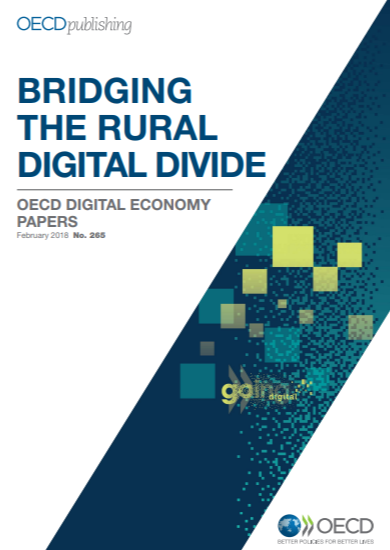 OECDpublishing
BRIDGING
THE RURAL
DIGITAL DIVIDE
OECD DIGITAL ECONOMY
PAPERS
February 2018 No. 265
going
digital
OECD
BETTER POLICIES FOR BETTER LIVES